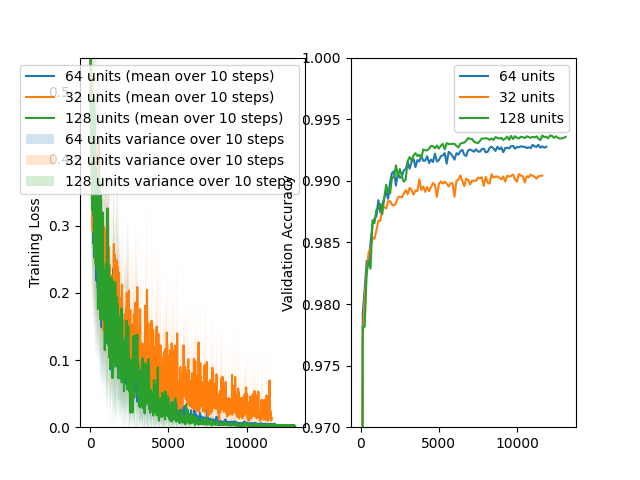 64 units (mean over 10 steps)
32 units (mean over 10 steps)
128 units (mean over 10 steps)
64 units variance over 10 steps
32 units variance over 10 steps
128 units variance over 10 steps
Training Loss
0.5
0.4
0.3
0.2
0.1
0.0
0
5000
10000
64 units
32 units
128 units
Validation Accuracy
1.000
0.995
0.990
0.985
0.980
0.975
0.970
0
5000
10000